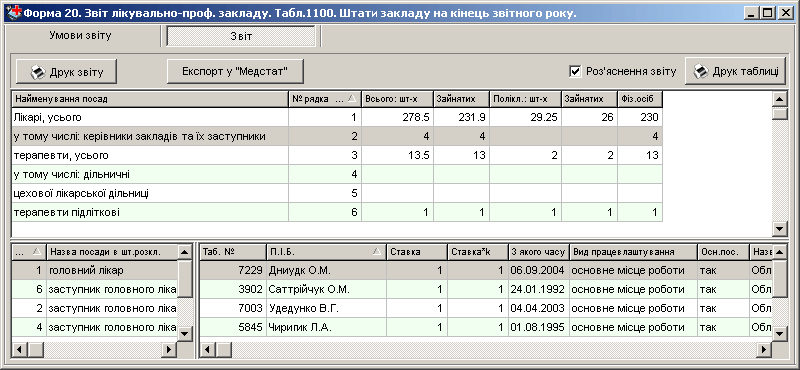 Форма 20. Звіт лікувально-проф. закладу. Табл.1100. Штати закладу на кінець звітного року.
Умови звіту Звіт
Друк звіту Експорт у "Медстат" Роз'яснення звіту Друк таблиці
Найменування посад № рядка ... Всього: шт-х Зайнятих Полікл.: шт-х Зайнятих Фіз.осіб
Лікарі, усього 1 278.5 231.9 29.25 26 230
у тому числі: керівники закладів та їх заступники 2 4 4 4
терапевти, усього 3 13.5 13 2 2 13
у тому числі: дільничні 4
цехової лікарської дільниці 5
терапевти підліткові 6 1 1 1 1 1
... Назва посади в шт.розкл. Таб. № П.І.Б. Ставка Ставка*k З якого часу Вид працевлаштування Осн.пос. Назв
1 головний лікар 7229 Дниудк О.М. 1 1 06.09.2004 основне місце роботи так Обл
6 заступник головного ліка 3902 Саттрійчук О.М. 1 1 24.01.1992 основне місце роботи так Обл
2 заступник головного ліка 7003 Удедунко В.Г. 1 1 04.04.2003 основне місце роботи так Обл
4 заступник головного ліка 5845 Чиригик Л.А. 1 1 01.08.1995 основне місце роботи так Обл